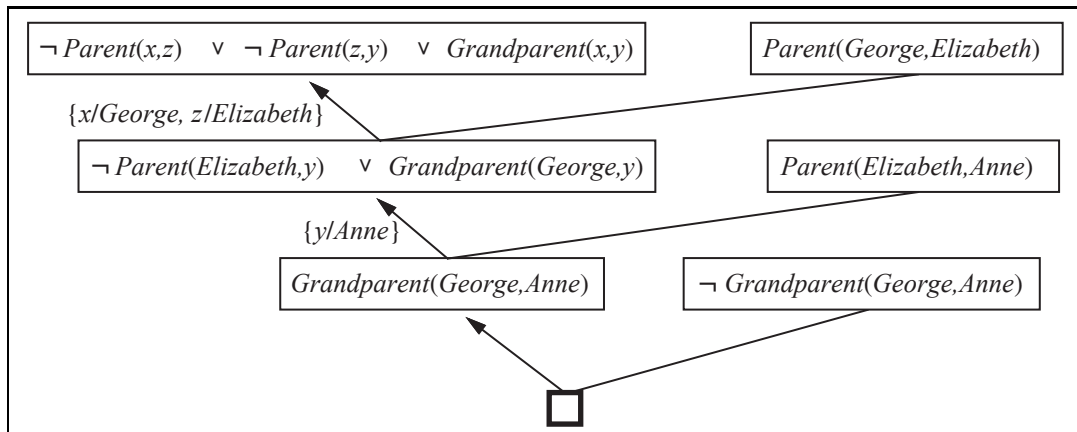 ¬ Parent(x,z) ∨ ¬ Parent(z,y) ∨ Grandparent(x,y)
Parent(George,Elizabeth)
{x/George, z/Elizabeth}
¬ Parent(Elizabeth,y) ∨ Grandparent(George,y)
Parent(Elizabeth,Anne)
{y/Anne}
Grandparent(George,Anne)
¬ Grandparent(George,Anne)